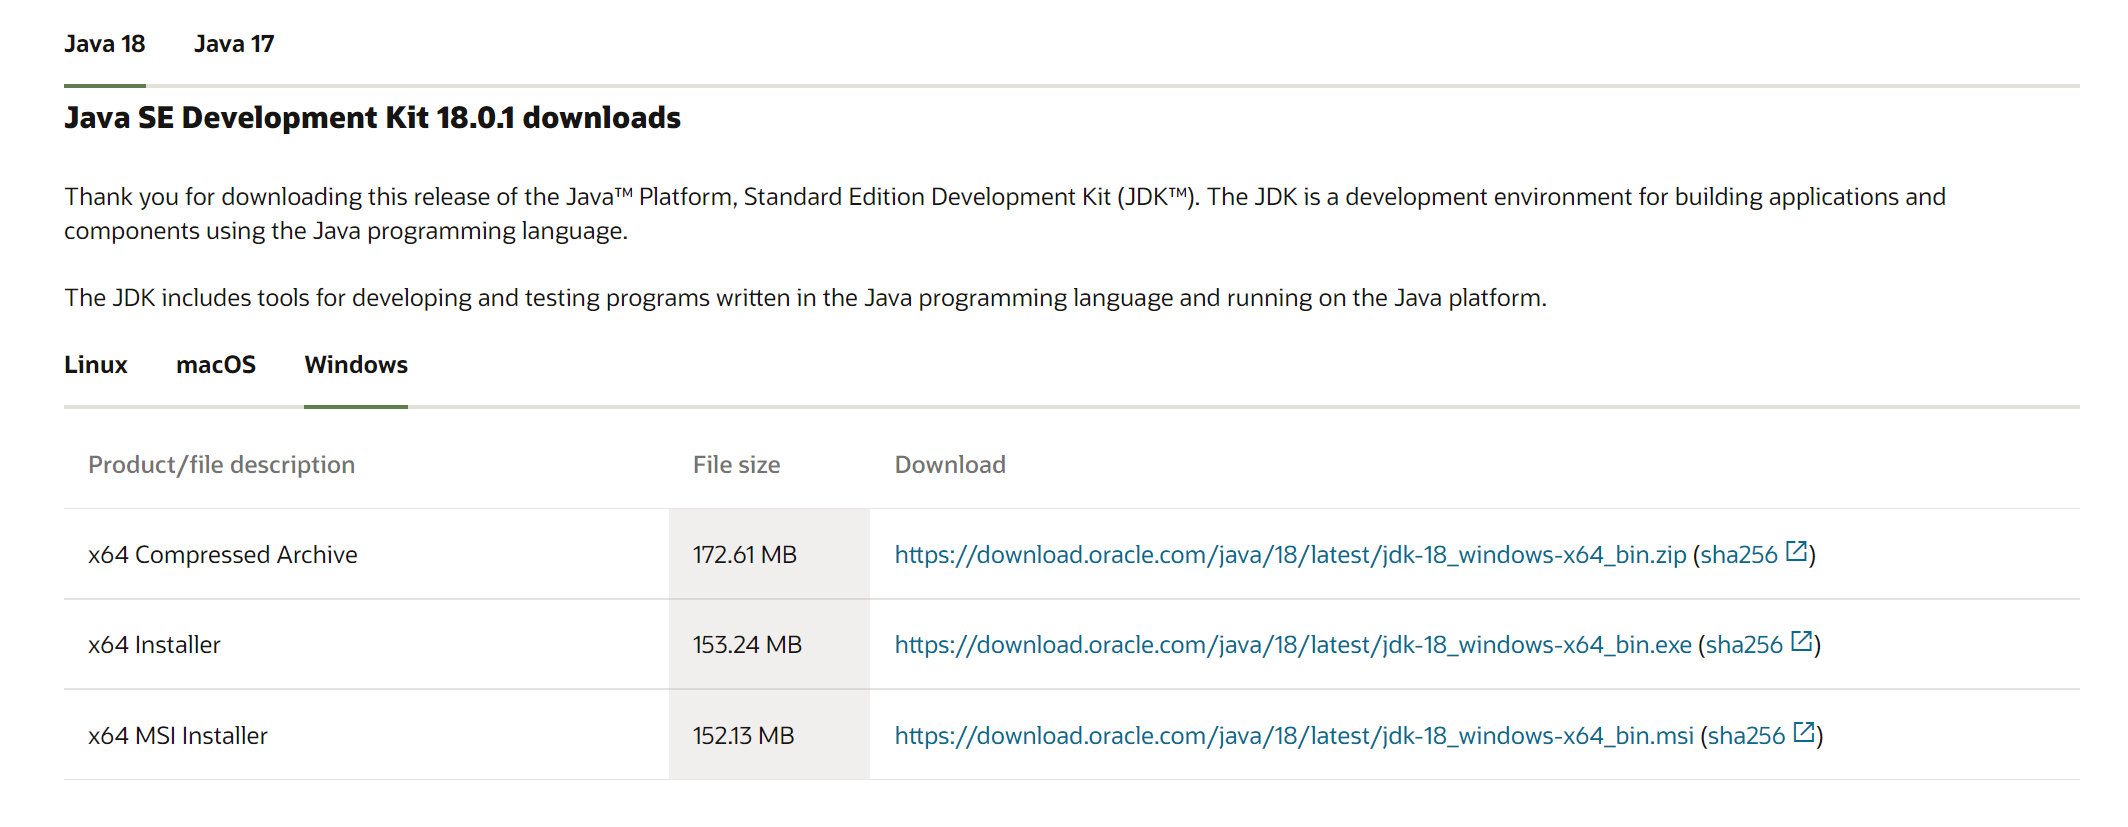 Java 18 Java 17
Java SE Development Kit 18.0.1 downloads
Thank you for downloading this release of the Java™ Platform, Standard Edition Development Kit (JDK™). The JDK is a development environment for building applications and
components using the Java programming language.
The JDK includes tools for developing and testing programs written in the Java programming language and running on the Java platform.
Linux macOS Windows
Product/file description File size Download
x64 Compressed Archive 172.61 MB https://download.oracle.com/java/18/latest/jdk-18_windows-x64_bin.zip (sha256)
x64 Installer 153.24 MB https://download.oracle.com/java/18/latest/jdk-18_windows-x64_bin.exe (sha256)
x64 MSI Installer 152.13 MB https://download.oracle.com/java/18/latest/jdk-18_windows-x64_bin.msi (sha256)